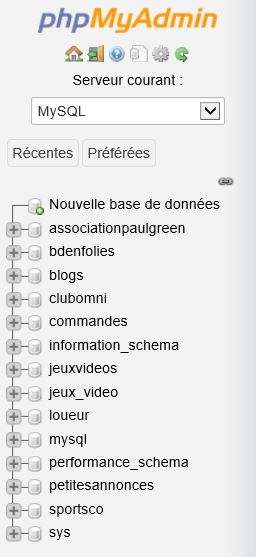 phpMyAdmin
Serveur courant :
MySQL
Récentes Préférées
Nouvelle base de données
associationpaulgreen
bdenfolies
blogs
clubomni
commandes
information_schema
jeuxvideos
jeux_video
loueur
mysql
performance_schema
petitesannonces
sportsco
sys